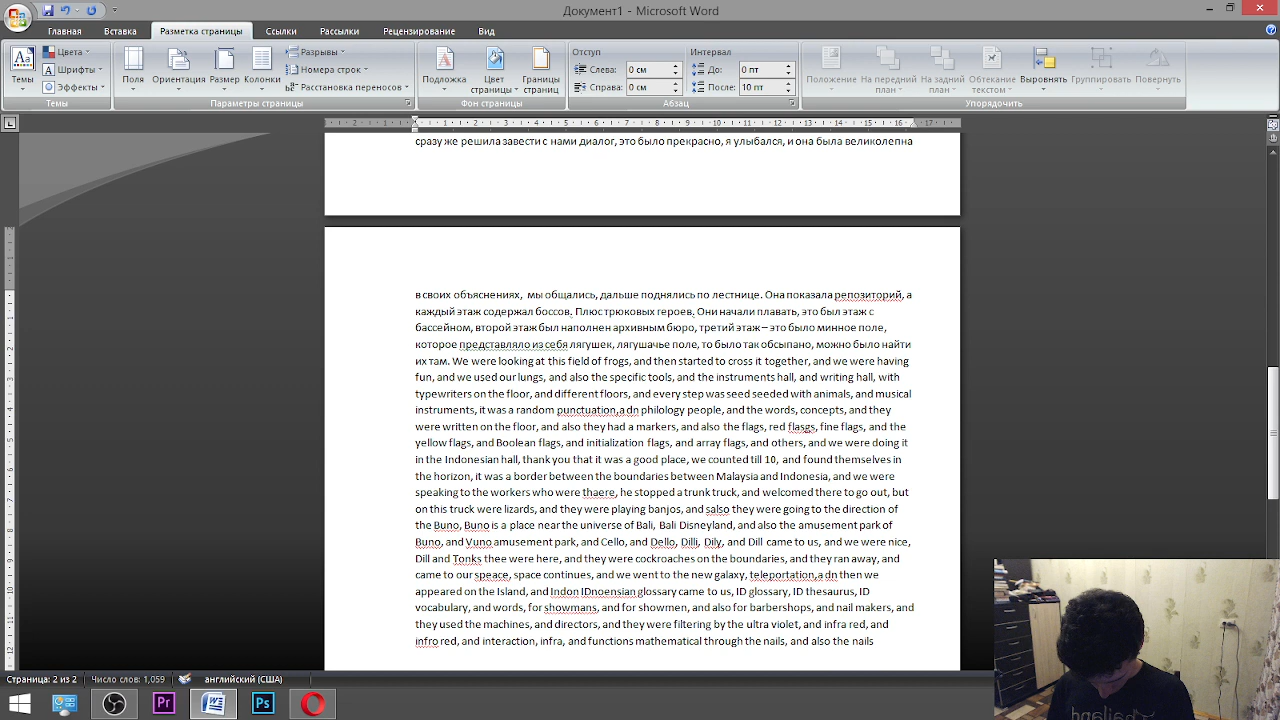 Документ1 - Microsoft Word
Главная Вставка Разметка страницы Ссылки Рассылки Рецензирование Вид
Темы
Цвета
Шрифты
Эффекты
Темы
Поля
Ориентация
Размер
Колонки
Разрывы
Номера строк
Расстановка переносов
Параметры страницы
Подложка
Цвет страницы
Границы страниц
Фон страницы
Отступ
Слева: 0 см
Справа: 0 см
Интервал
До: 0 пт
После: 10 пт
Абзац
Положение
На передний план
На задний план
Обтекание текстом
Выровнять
Группировать
Повернуть
Упорядочить
сразу же решила завести с нами диалог, это было прекрасно, я улыбался, и она была великолепна
в своих объяснениях, мы общались, дальше поднялись по лестнице. Она показала репозиторий, а
каждый этаж содержал боссов. Плюс трюковых героев. Они начали плавать, это был этаж с
бассейном, второй этаж был наполнен архивным бюро, третий этаж – это было минное поле,
которое представляло из себя лягушек, лягушачье поле, то было так обсыпано, можно было найти
их там. We were looking at this field of frogs, and then started to cross it together, and we were having
fun, and we used our lungs, and also the specific tools, and the instruments hall, and writing hall, with
typewriters on the floor, and different floors, and every step was seed seeded with animals, and musical
instruments, it was a random punctuation,a dn philology people, and the words, concepts, and they
were written on the floor, and also they had a markers, and also the flags, red flasgs, fine flags, and the
yellow flags, and Boolean flags, and initialization flags, and array flags, and others, and we were doing it
in the Indonesian hall, thank you that it was a good place, we counted till 10, and found themselves in
the horizon, it was a border between the boundaries between Malaysia and Indonesia, and we were
speaking to the workers who were thaere, he stopped a trunk truck, and welcomed there to go out, but
on this truck were lizards, and they were playing banjos, and salso they were going to the direction of
the Buno, Buno is a place near the universe of Bali, Bali Disneyland, and also the amusement park of
Buno, and Vuno amusement park, and Cello, and Dello, Dilli, Dily, and Dill came to us, and we were nice,
Dill and Tonks thee were here, and they were cockroaches on the boundaries, and they ran away, and
came to our speace, space continues, and we went to the new galaxy, teleportation,a dn then we
appeared on the Island, and Indon IDnoensian glossary came to us, ID glossary, ID thesaurus, ID
vocabulary, and words, for showmans, and for showmen, and also for barbershops, and nail makers, and
they used the machines, and directors, and they were filtering by the ultra violet, and infra red, and
infro red, and interaction, infra, and functions mathematical through the nails, and also the nails
Страница: 2 из 2 Число слов: 1,059 английский (США)
Pr
Ps